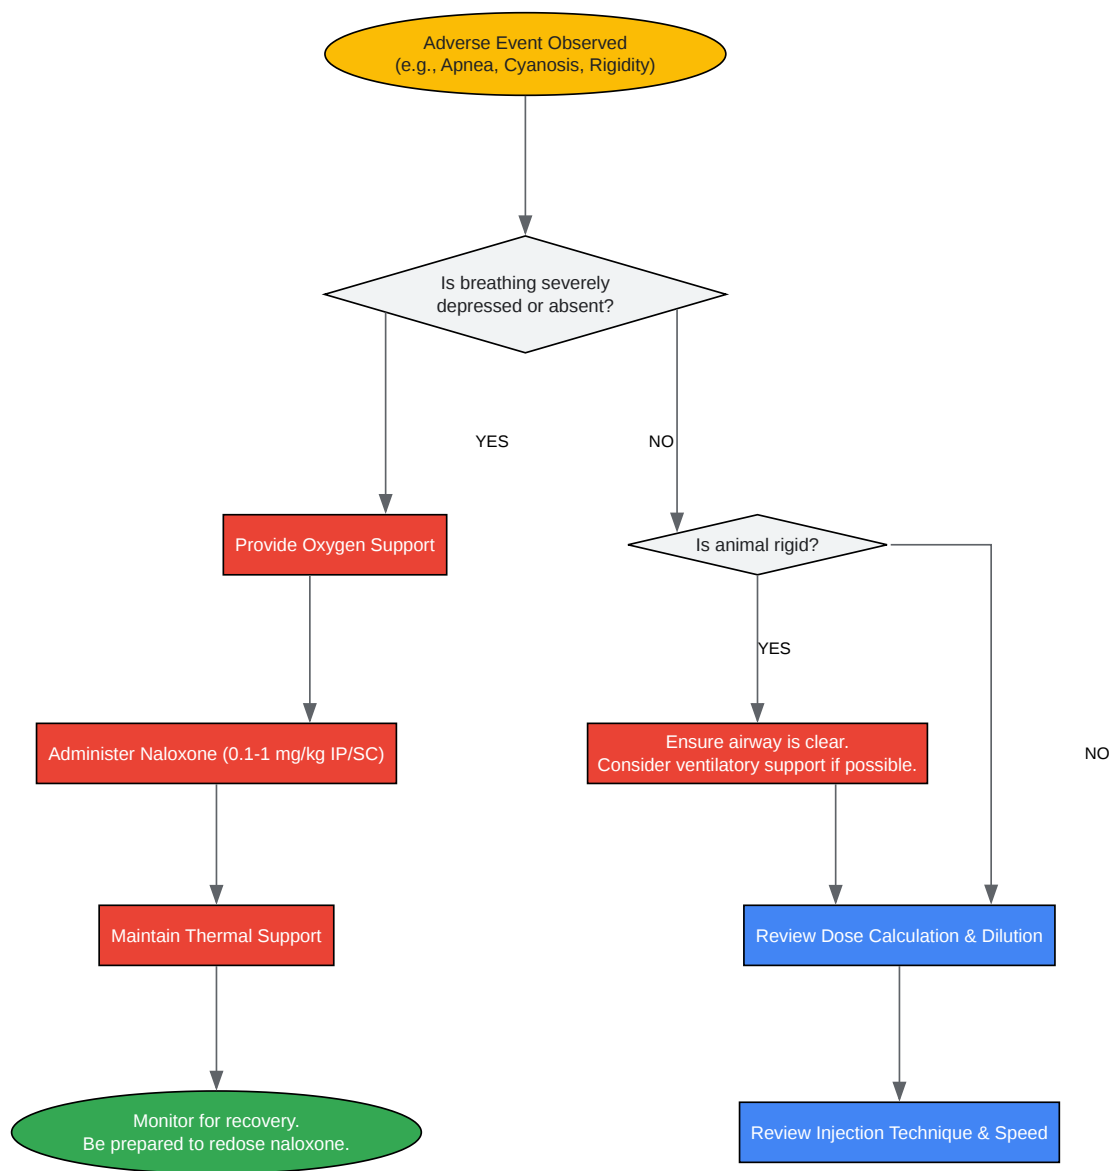 Adverse Event Observed
(e.g., Apnea, Cyanosis, Rigidity)
Is breathing severely
depressed or absent?
YES
NO
Provide Oxygen Support
Is animal rigid?
YES
Administer Naloxone (0.1-1 mg/kg IP/SC)
Ensure airway is clear.
Consider ventilatory support if possible.
NO
Maintain Thermal Support
Review Dose Calculation & Dilution
Monitor for recovery.
Be prepared to redose naloxone.
Review Injection Technique & Speed